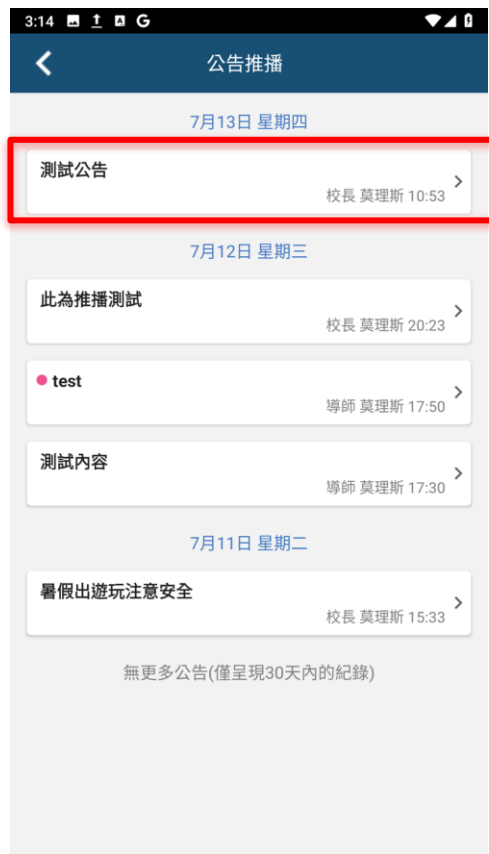 3:14 G
公告推播
7月13日 星期四
測試公告
校長 莫理斯 10:53
7月12日 星期三
此為推播測試
校長 莫理斯 20:23
test
導師 莫理斯 17:50
測試內容
導師 莫理斯 17:30
7月11日 星期二
暑假出遊玩注意安全
校長 莫理斯 15:33
無更多公告(僅呈現30天內的紀錄)